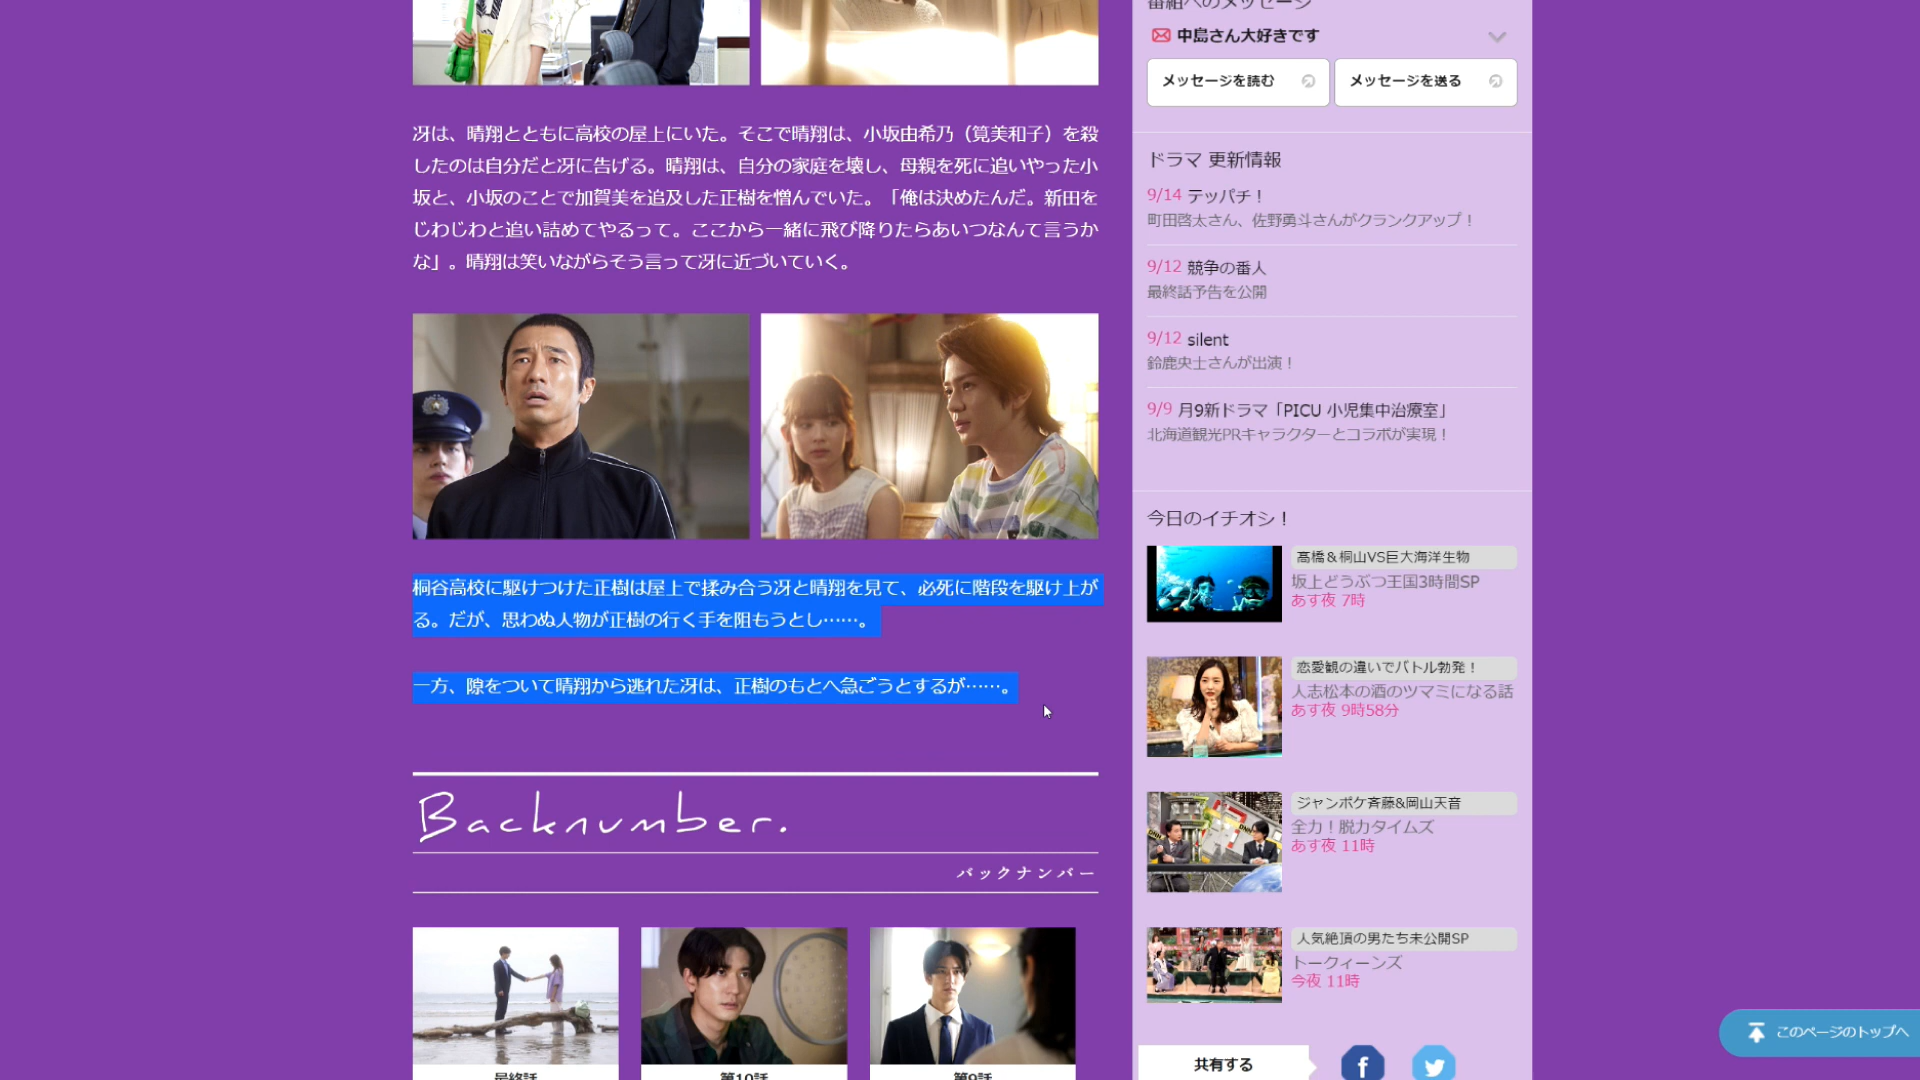 冴は、晴翔とともに高校の屋上にいた。そこで晴翔は、小坂由希乃（筧美和子）を殺
したのは自分だと冴に告げる。晴翔は、自分の家庭を壊し、母親を死に追いやった小
坂と、小坂のことで加賀美を追及した正樹を憎んでいた。「俺は決めたんだ。新田を
じわじわと追い詰めてやるって。ここから一緒に飛び降りたらあいつなんて言うか
な」。晴翔は笑いながらそう言って冴に近づいていく。
桐谷高校に駆けつけた正樹は屋上で揉み合う冴と晴翔を見て、必死に階段を駆け上が
る。だが、思わぬ人物が正樹の行く手を阻もうとし……。
一方、隙をついて晴翔から逃れた冴は、正樹のもとへ急ごうとするが……。
Backnumber.
バックナンバー
最終話
第10話
第9話
番組へのメッセージ
中島さん大好きです
メッセージを読む
メッセージを送る
ドラマ 更新情報
9/14 テッパチ！
町田啓太さん、佐野勇斗さんがクランクアップ！
9/12 競争の番人
最終話予告を公開
9/12 silent
鈴鹿央士さんが出演！
9/9 月9新ドラマ「PICU 小児集中治療室」
北海道観光PRキャラクターとコラボが実現！
今日のイチオシ！
高橋＆桐山VS巨大海洋生物
坂上どうぶつ王国3時間SP
あす夜 7時
恋愛観の違いでバトル勃発！
人志松本の酒のツマミになる話
あす夜 9時58分
ジャンポケ斉藤&岡山天音
全力！脱力タイムズ
あす夜 11時
人気絶頂の男たち未公開SP
トークィーンズ
今夜 11時
共有する
このページのトップへ